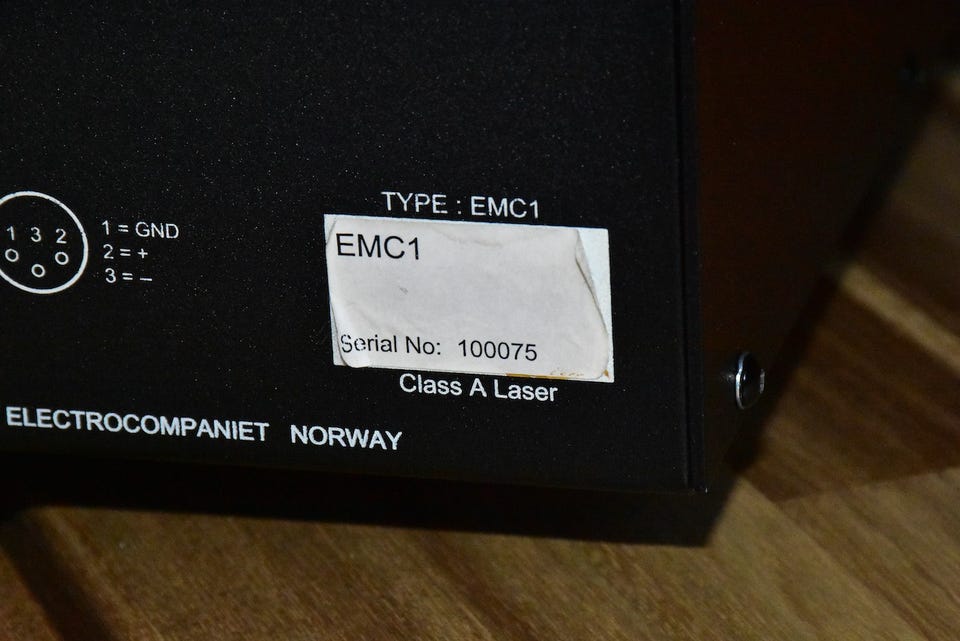 1 3 2
1 = GND
2 = +
3 = –
TYPE : EMC1
EMC1
Serial No: 100075
Class A Laser
ELECTROCOMPANIET NORWAY